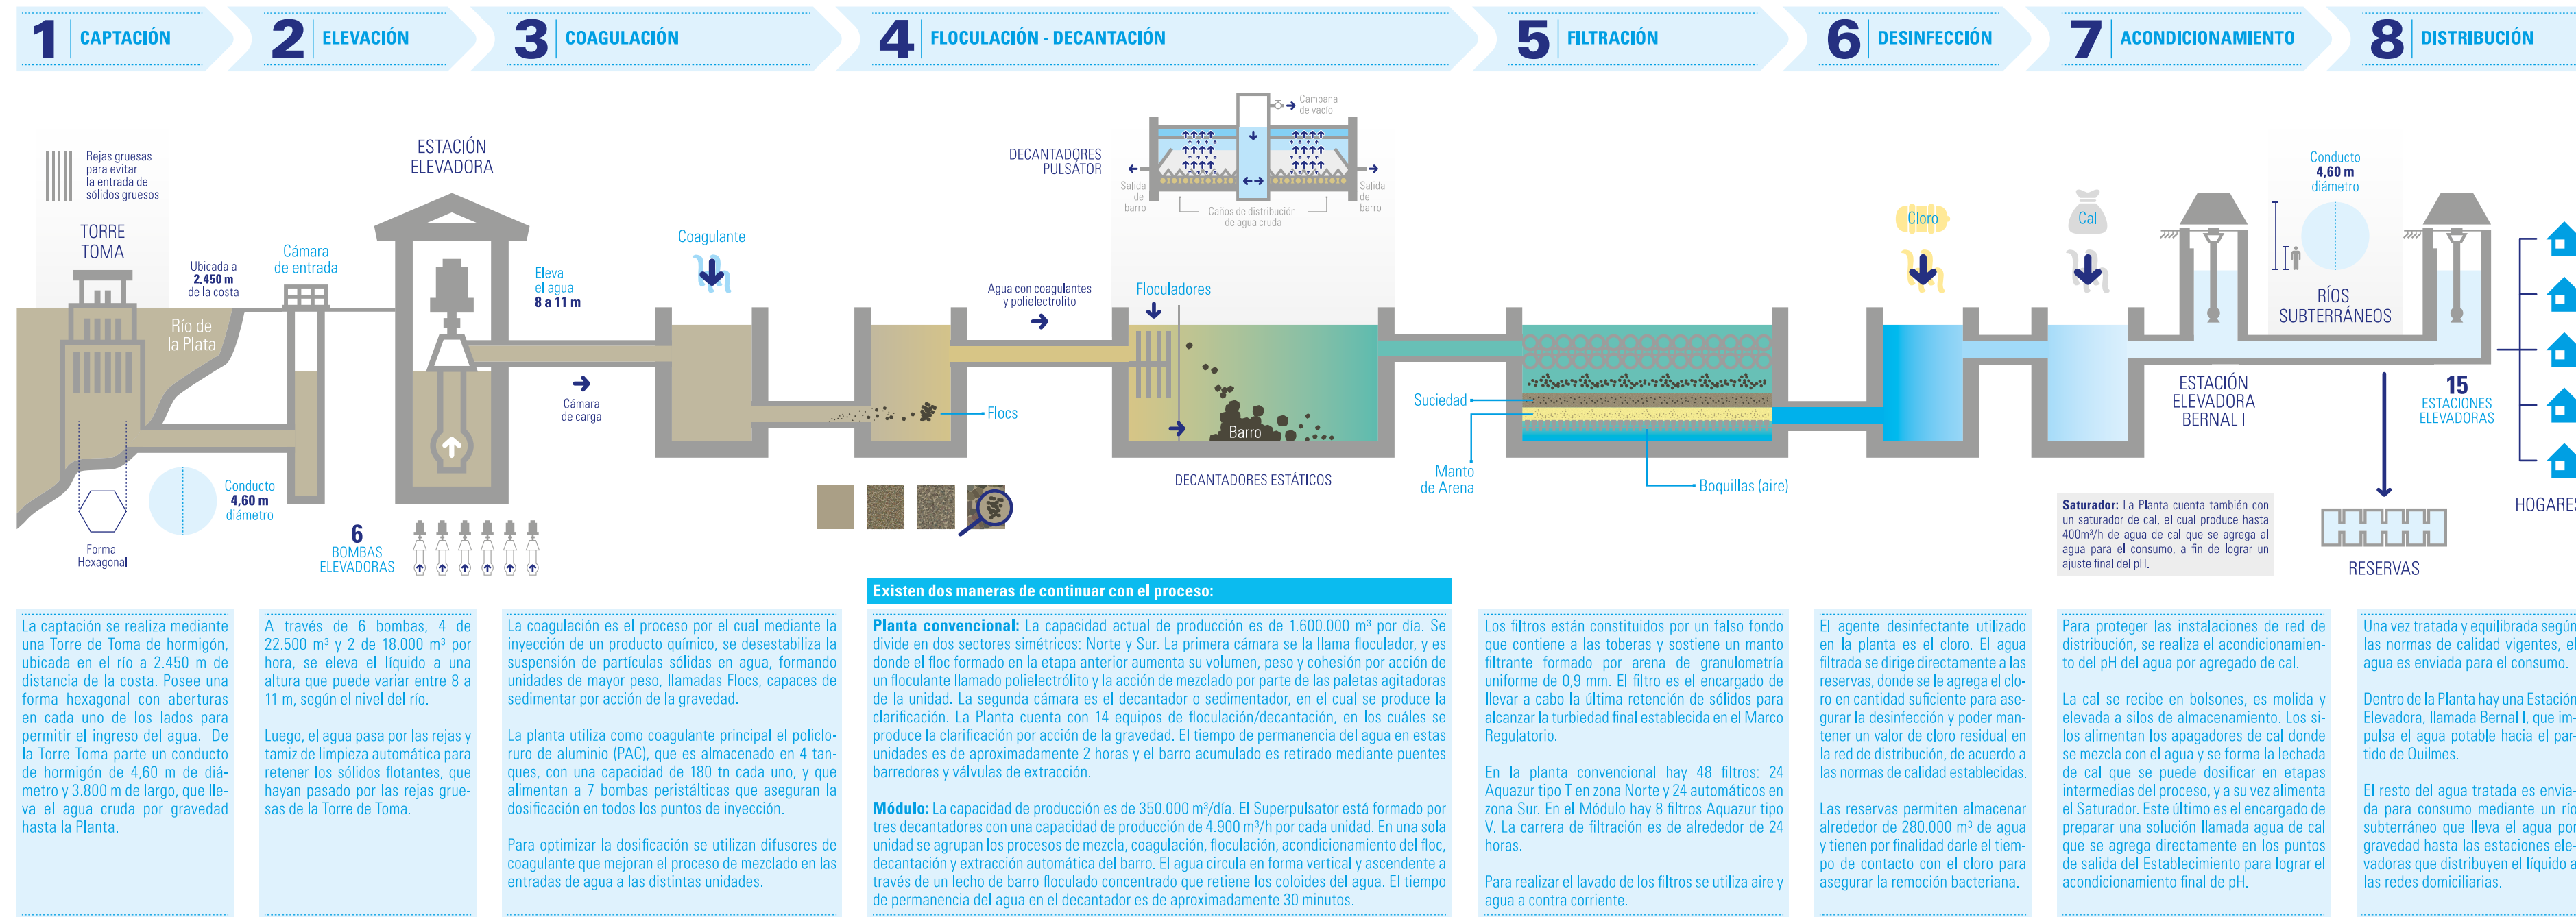 1 CAPTACIÓN
2 ELEVACIÓN
3 COAGULACIÓN
4 FLOCULACIÓN - DECANTACIÓN
5 FILTRACIÓN
6 DESINFECCIÓN
7 ACONDICIONAMIENTO
8 DISTRIBUCIÓN
Rejas gruesas
para evitar
la entrada de
sólidos gruesos
TORRE
TOMA
Ubicada a
2.450 m
de la costa
Río de
la Plata
Forma
Hexagonal
Conducto
4,60 m
diámetro
Cámara
de entrada
ESTACIÓN
ELEVADORA
Eleva
el agua
8 a 11 m
Cámara
de carga
6
BOMBAS
ELEVADORAS
Coagulante
Flocs
Agua con coagulantes
y polielectrolito
DECANTADORES
PULSÁTOR
Campana
de vacío
Salida
de
barro
Caños de distribución
de agua cruda
Salida
de
barro
Floculadores
Barro
DECANTADORES ESTÁTICOS
Suciedad
Manto
de Arena
Boquillas (aire)
Cloro
Cal
Saturador: La Planta cuenta también con
un saturador de cal, el cual produce hasta
400m³/h de agua de cal que se agrega al
agua para el consumo, a fin de lograr un
ajuste final del pH.
ESTACIÓN
ELEVADORA
BERNAL I
Conducto
4,60 m
diámetro
RÍOS
SUBTERRÁNEOS
RESERVAS
15
ESTACIONES
ELEVADORAS
HOGARES
La captación se realiza mediante
una Torre de Toma de hormigón,
ubicada en el río a 2.450 m de
distancia de la costa. Posee una
forma hexagonal con aberturas
en cada uno de los lados para
permitir el ingreso del agua. De
la Torre Toma parte un conducto
de hormigón de 4,60 m de diá-
metro y 3.800 m de largo, que lle-
va el agua cruda por gravedad
hasta la Planta.
A través de 6 bombas, 4 de
22.500 m³ y 2 de 18.000 m³ por
hora, se eleva el líquido a una
altura que puede variar entre 8 a
11 m, según el nivel del río.
Luego, el agua pasa por las rejas y
tamiz de limpieza automática para
retener los sólidos flotantes, que
hayan pasado por las rejas grue-
sas de la Torre de Toma.
La coagulación es el proceso por el cual mediante la
inyección de un producto químico, se desestabiliza la
suspensión de partículas sólidas en agua, formando
unidades de mayor peso, llamadas Flocs, capaces de
sedimentar por acción de la gravedad.
La planta utiliza como coagulante principal el policlo-
ruro de aluminio (PAC), que es almacenado en 4 tan-
ques, con una capacidad de 180 tn cada uno, y que
alimentan a 7 bombas peristálticas que aseguran la
dosificación en todos los puntos de inyección.
Para optimizar la dosificación se utilizan difusores de
coagulante que mejoran el proceso de mezclado en las
entradas de agua a las distintas unidades.
Existen dos maneras de continuar con el proceso:
Planta convencional: La capacidad actual de producción es de 1.600.000 m³ por día. Se
divide en dos sectores simétricos: Norte y Sur. La primera cámara se la llama floculador, y es
donde el floc formado en la etapa anterior aumenta su volumen, peso y cohesión por acción de
un floculante llamado polielectrólito y la acción de mezclado por parte de las paletas agitadoras
de la unidad. La segunda cámara es el decantador o sedimentador, en el cual se produce la
clarificación. La Planta cuenta con 14 equipos de floculación/decantación, en los cuáles se
produce la clarificación por acción de la gravedad. El tiempo de permanencia del agua en estas
unidades es de aproximadamente 2 horas y el barro acumulado es retirado mediante puentes
barredores y válvulas de extracción.
Módulo: La capacidad de producción es de 350.000 m³/día. El Superpulsator está formado por
tres decantadores con una capacidad de producción de 4.900 m³/h por cada unidad. En una sola
unidad se agrupan los procesos de mezcla, coagulación, floculación, acondicionamiento del floc,
decantación y extracción automática del barro. El agua circula en forma vertical y ascendente a
través de un lecho de barro floculado concentrado que retiene los coloides del agua. El tiempo
de permanencia del agua en el decantador es de aproximadamente 30 minutos.
Los filtros están constituidos por un falso fondo
que contiene a las toberas y sostiene un manto
filtrante formado por arena de granulometría
uniforme de 0,9 mm. El filtro es el encargado de
llevar a cabo la última retención de sólidos para
alcanzar la turbiedad final establecida en el Marco
Regulatorio.
En la planta convencional hay 48 filtros: 24
Aquazur tipo T en zona Norte y 24 automáticos en
zona Sur. En el Módulo hay 8 filtros Aquazur tipo
V. La carrera de filtración es de alrededor de 24
horas.
Para realizar el lavado de los filtros se utiliza aire y
agua a contra corriente.
El agente desinfectante utilizado
en la planta es el cloro. El agua
filtrada se dirige directamente a las
reservas, donde se le agrega el clo-
ro en cantidad suficiente para ase-
gurar la desinfección y poder man-
tener un valor de cloro residual en
la red de distribución, de acuerdo a
las normas de calidad establecidas.
Las reservas permiten almacenar
alrededor de 280.000 m³ de agua
y tienen por finalidad darle el tiem-
po de contacto con el cloro para
asegurar la remoción bacteriana.
Para proteger las instalaciones de red de
distribución, se realiza el acondicionamien-
to del pH del agua por agregado de cal.
La cal se recibe en bolsones, es molida y
elevada a silos de almacenamiento. Los si-
los alimentan los apagadores de cal donde
se mezcla con el agua y se forma la lechada
de cal que se puede dosificar en etapas
intermedias del proceso, y a su vez alimenta
el Saturador. Este último es el encargado de
preparar una solución llamada agua de cal
que se agrega directamente en los puntos
de salida del Establecimiento para lograr el
acondicionamiento final de pH.
Una vez tratada y equilibrada según
las normas de calidad vigentes, el
agua es enviada para el consumo.
Dentro de la Planta hay una Estación
Elevadora, llamada Bernal I, que im-
pulsa el agua potable hacia el par-
tido de Quilmes.
El resto del agua tratada es envia-
da para consumo mediante un río
subterráneo que lleva el agua por
gravedad hasta las estaciones ele-
vadoras que distribuyen el líquido a
las redes domiciliarias.